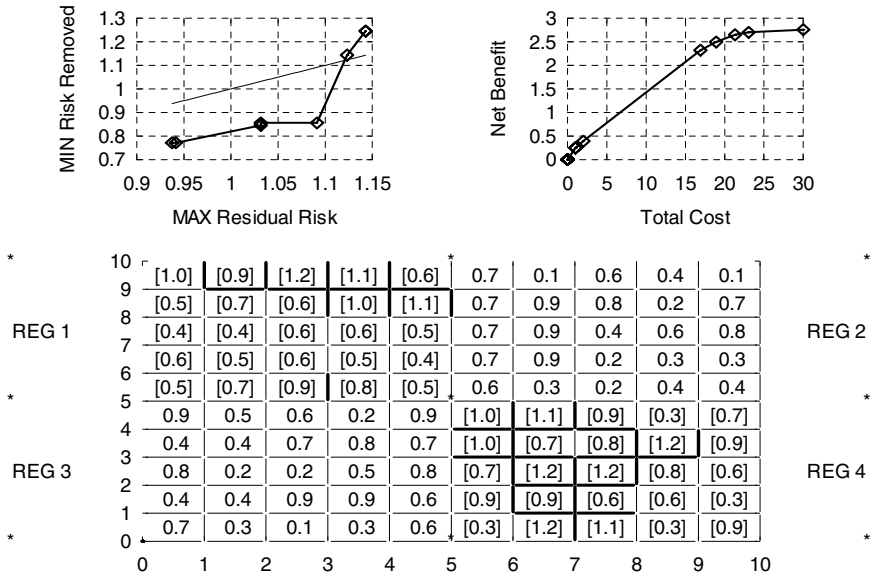 1.3
1.2
1.1
1
0.9
0.8
0.7
MIN Risk Removed
0.9 0.95 1 1.05 1.1 1.15
MAX Residual Risk
3
2.5
2
1.5
1
0.5
0
Net Benefit
0 5 10 15 20 25 30
Total Cost
* * *
10
[1.0] [0.9] [1.2] [1.1] [0.6] 0.7 0.1 0.6 0.4 0.1
9
[0.5] [0.7] [0.6] [1.0] [1.1] 0.7 0.9 0.8 0.2 0.7
8
REG 1 [0.4] [0.4] [0.6] [0.6] [0.5] 0.7 0.9 0.4 0.6 0.8 REG 2
7
[0.6] [0.5] [0.6] [0.5] [0.4] 0.7 0.9 0.2 0.3 0.3
6
[0.5] [0.7] [0.9] [0.8] [0.5] 0.6 0.3 0.2 0.4 0.4
* * *
5
0.9 0.5 0.6 0.2 0.9 [1.0] [1.1] [0.9] [0.3] [0.7]
4
0.4 0.4 0.7 0.8 0.7 [1.0] [0.7] [0.8] [1.2] [0.9]
3
REG 3 0.8 0.2 0.2 0.5 0.8 [0.7] [1.2] [1.2] [0.8] [0.6] REG 4
2
0.4 0.4 0.9 0.9 0.6 [0.9] [0.9] [0.6] [0.6] [0.3]
1
0.7 0.3 0.1 0.3 0.6 [0.3] [1.2] [1.1] [0.3] [0.9]
* * *
0
0 1 2 3 4 5 6 7 8 9 10